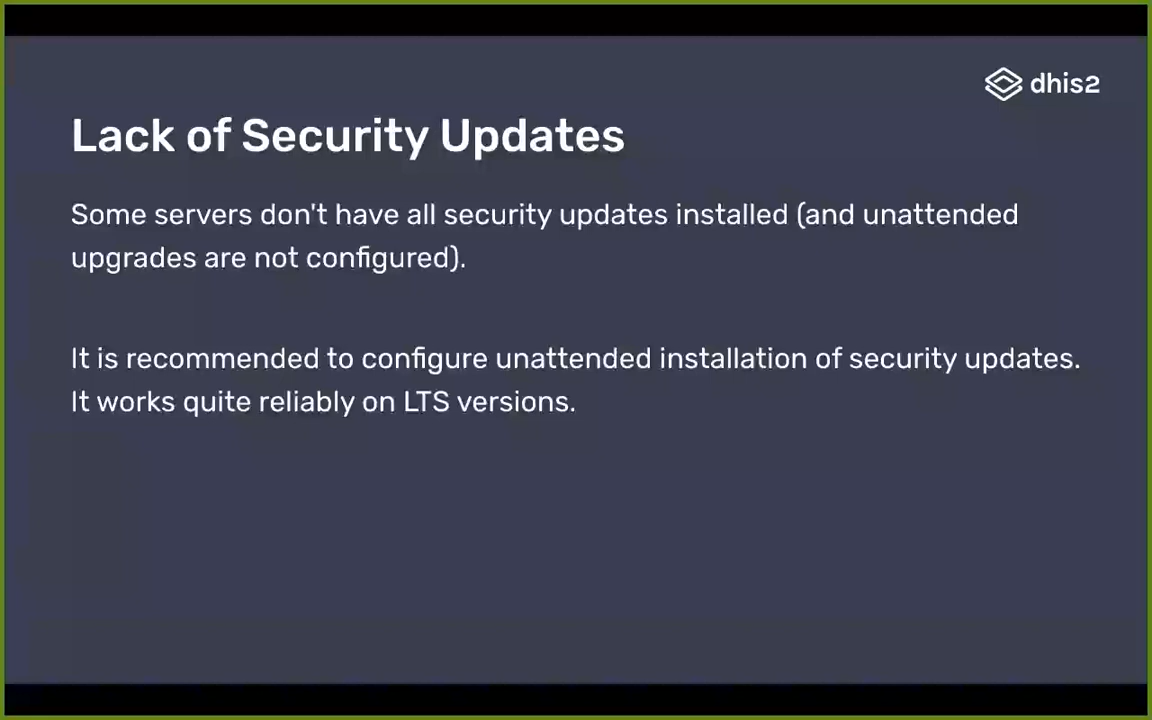 dhis2
Lack of Security Updates
Some servers don't have all security updates installed (and unattended
upgrades are not configured).
It is recommended to configure unattended installation of security updates.
It works quite reliably on LTS versions.